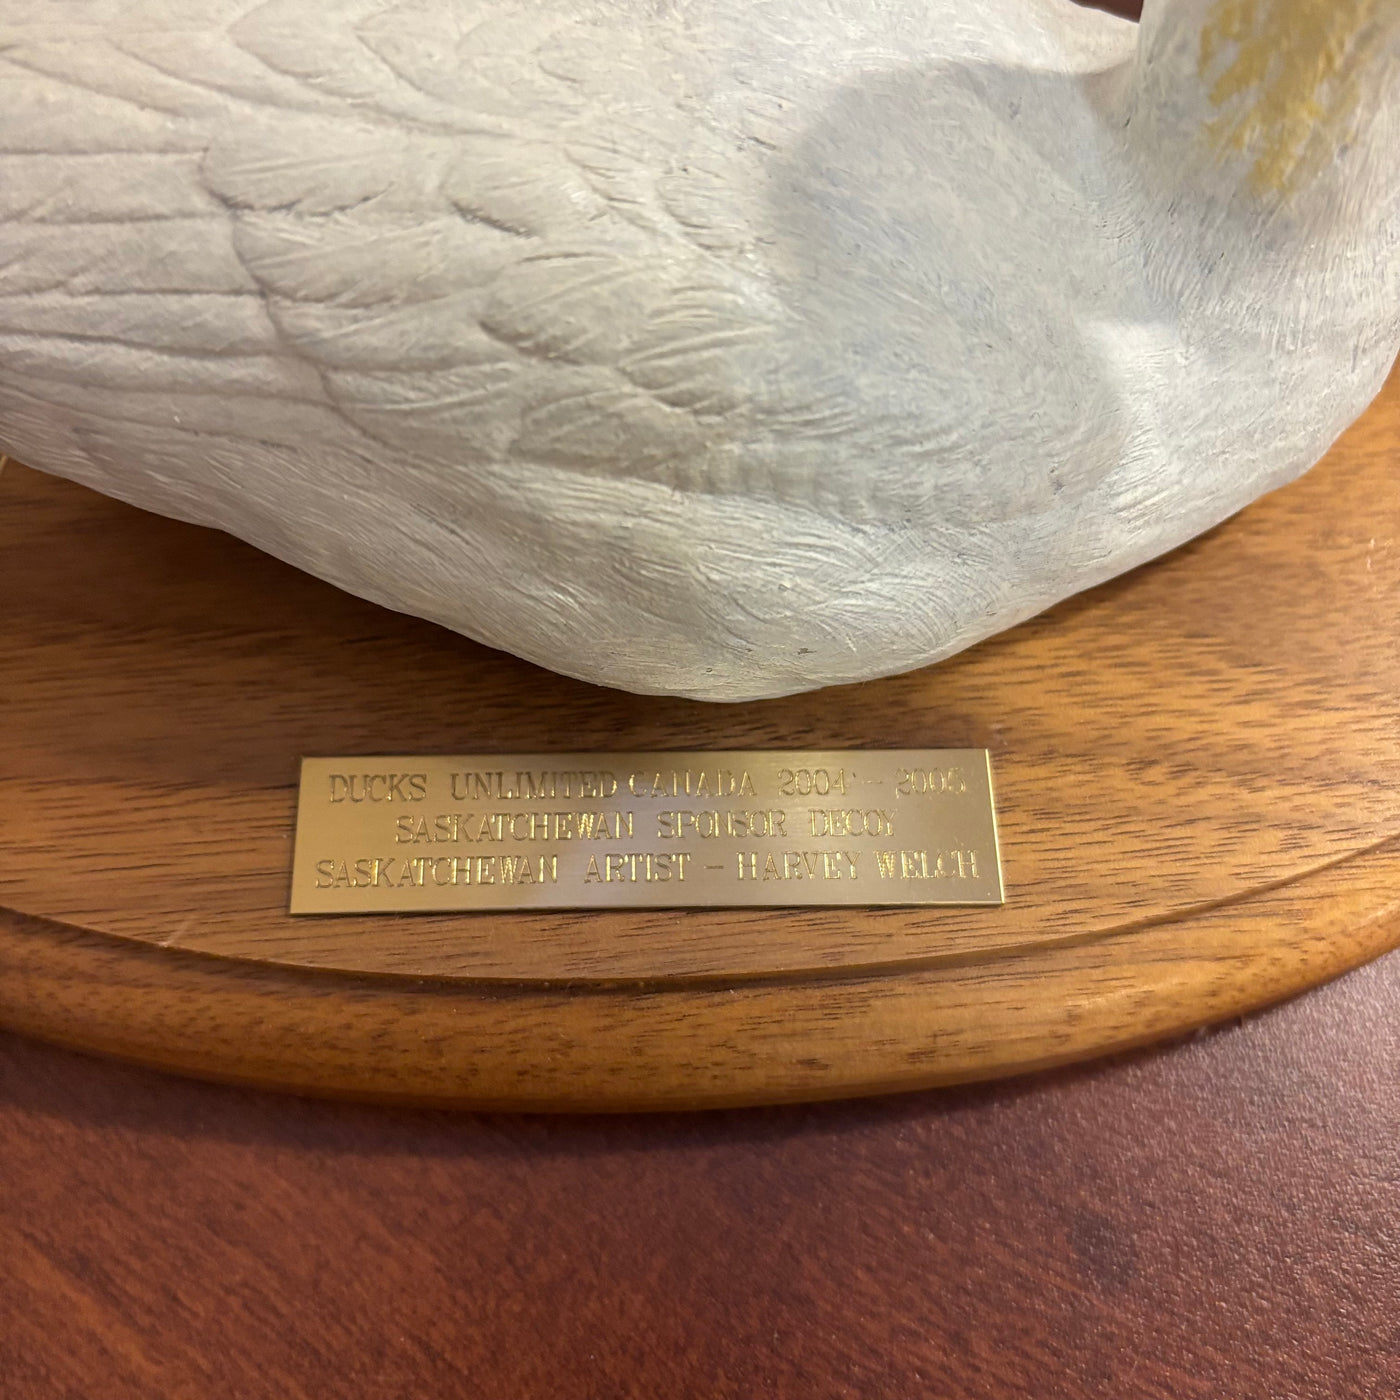 DUCKS UNLIMITED CANADA 2004 - 2005
SASKATCHEWAN SPONSOR DECOY
SASKATCHEWAN ARTIST - HARVEY WELCH